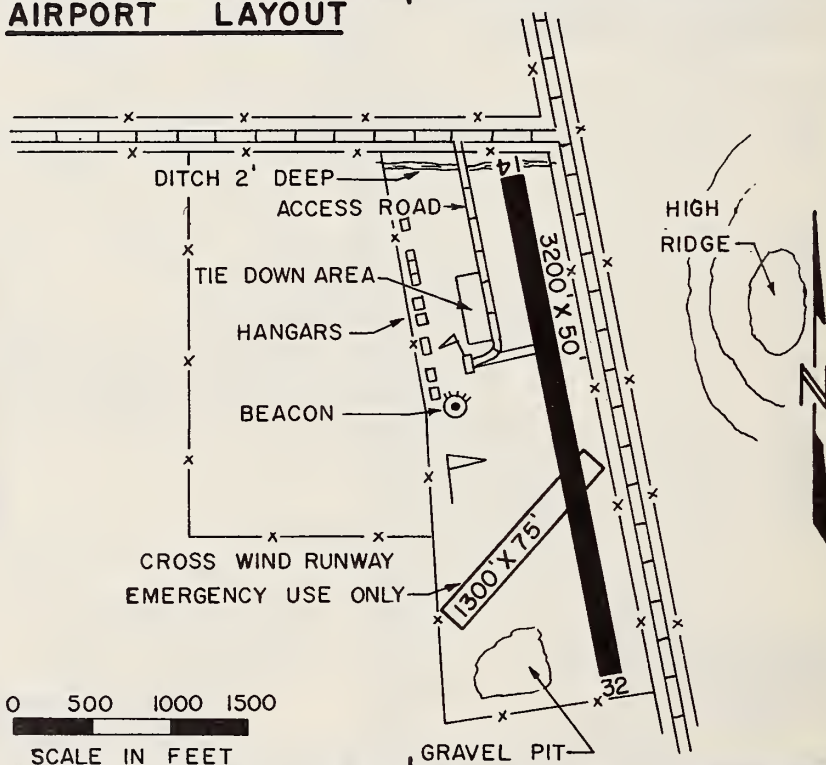 AIRPORT LAYOUT
DITCH 2' DEEP
14
ACCESS ROAD
HIGH
RIDGE
TIE DOWN AREA
3200' X 50'
HANGARS
BEACON
CROSS WIND RUNWAY
EMERGENCY USE ONLY
1300' X 75'
32
0 500 1000 1500
SCALE IN FEET
GRAVEL PIT